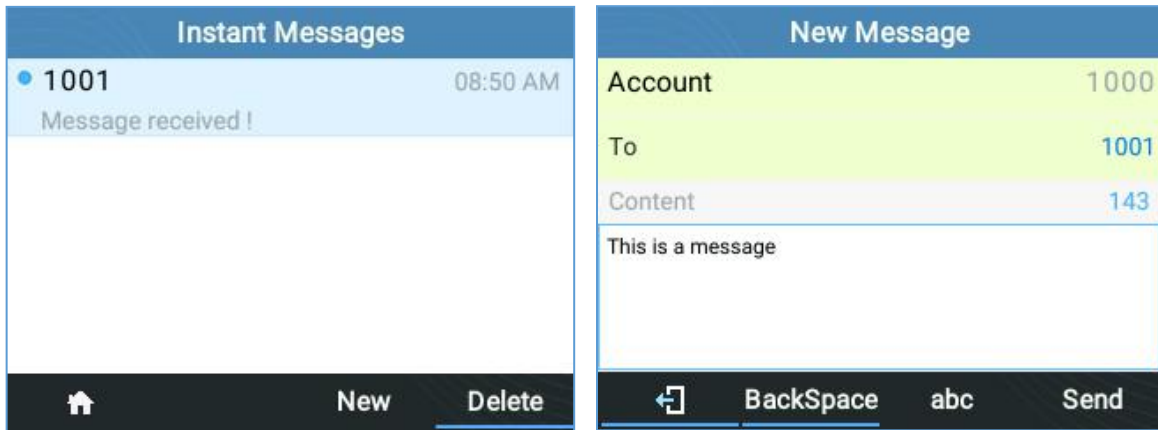 Instant Messages
1001 08:50 AM
Message received !
New Delete
New Message
Account 1000
To 1001
Content 143
This is a message
BackSpace abc Send